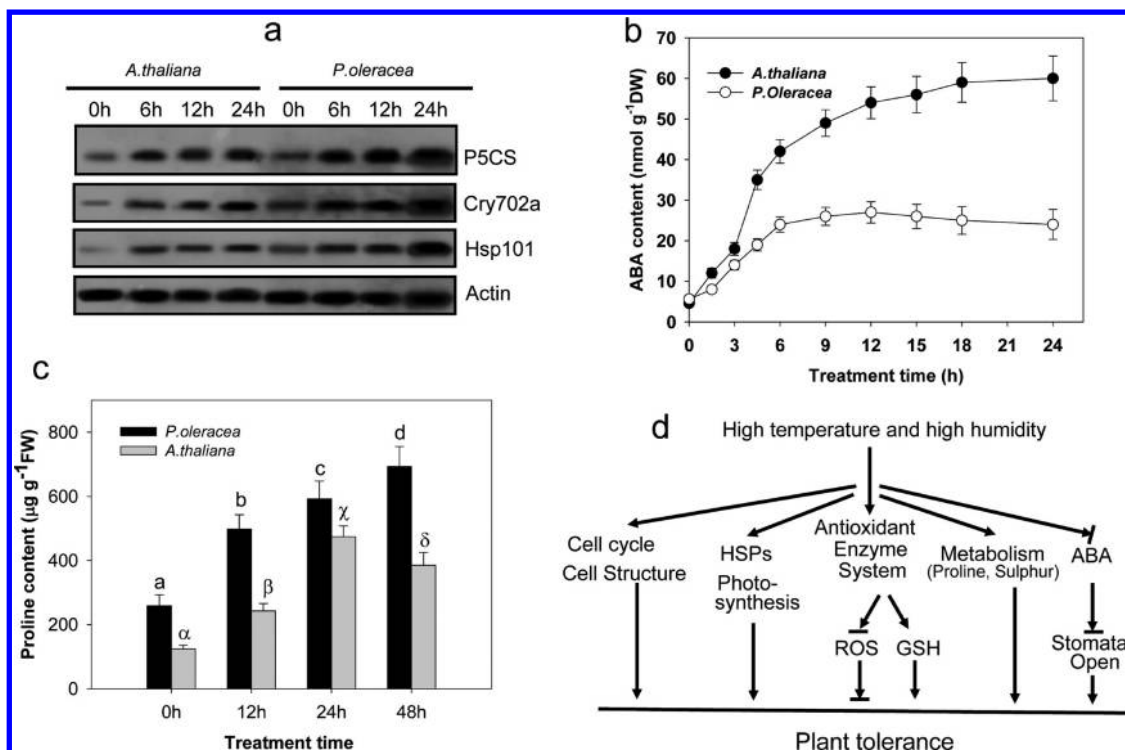 a
A.thaliana P.oleracea
0h 6h 12h 24h 0h 6h 12h 24h
P5CS
Cry702a
Hsp101
Actin
b
ABA content (nmol g⁻¹DW)
70
60
50
40
30
20
10
0
A.thaliana
P.Oleracea
0 3 6 9 12 15 18 21 24
Treatment time (h)
c
Proline content (µg g⁻¹FW)
800
600
400
200
0
P.oleracea
A.thaliana
a
α
b
β
c
χ
d
δ
0h 12h 24h 48h
Treatment time
d
High temperature and high humidity
Cell cycle
Cell Structure
HSPs
Photo-
synthesis
Antioxidant
Enzyme
System
Metabolism
(Proline, Sulphur)
ABA
ROS GSH
Stomata
Open
Plant tolerance